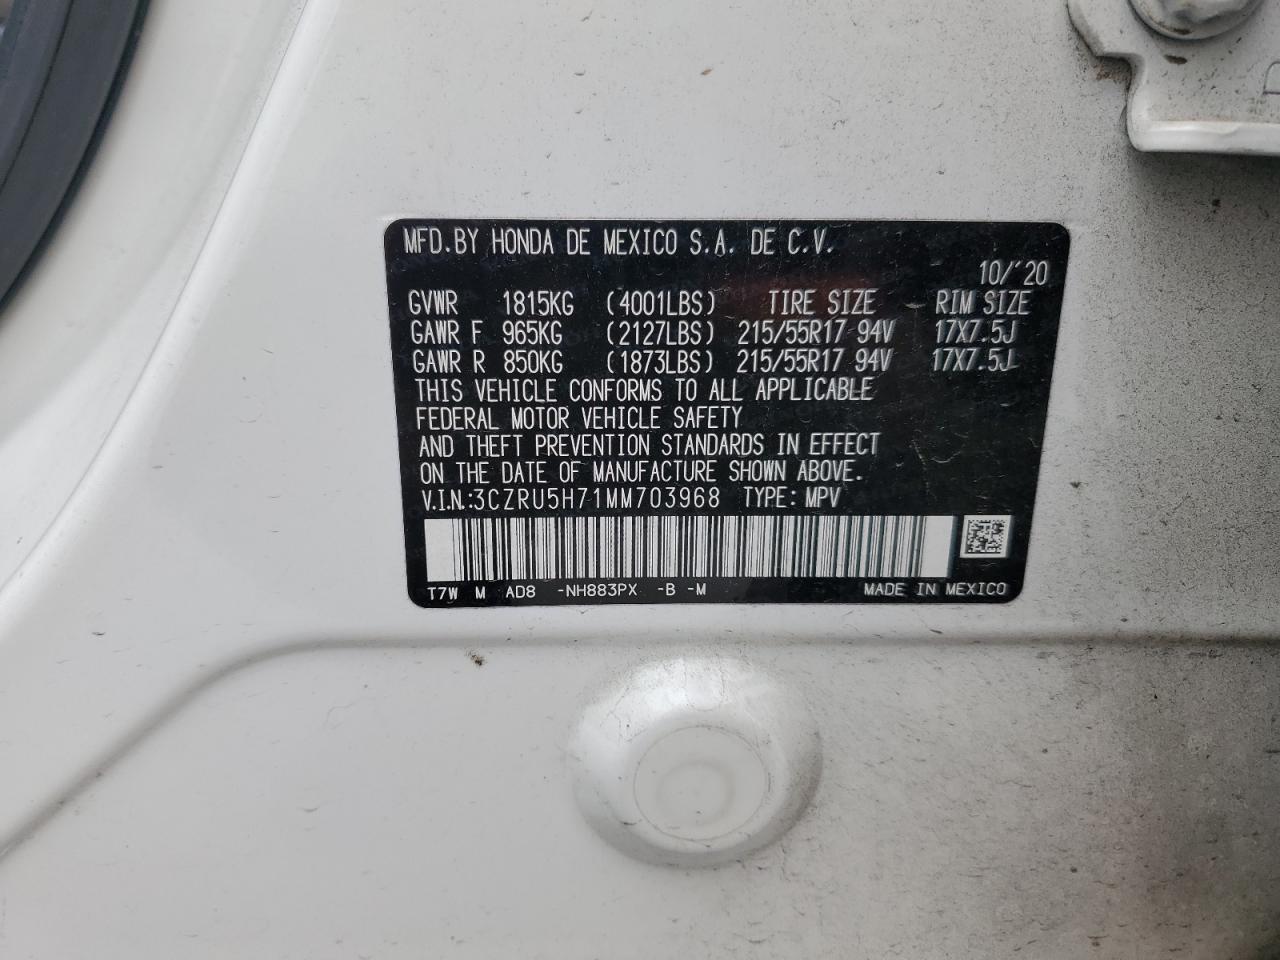 MFD.BY HONDA DE MEXICO S.A. DE C.V.
10/'20
GVWR 1815KG (4001LBS) TIRE SIZE RIM SIZE
GAWR F 965KG (2127LBS) 215/55R17 94V 17X7.5J
GAWR R 850KG (1873LBS) 215/55R17 94V 17X7.5J
THIS VEHICLE CONFORMS TO ALL APPLICABLE
FEDERAL MOTOR VEHICLE SAFETY
AND THEFT PREVENTION STANDARDS IN EFFECT
ON THE DATE OF MANUFACTURE SHOWN ABOVE.
V.I.N.:3CZRU5H71MM703968 TYPE: MPV
T7W M AD8 -NH883PX -B -M MADE IN MEXICO